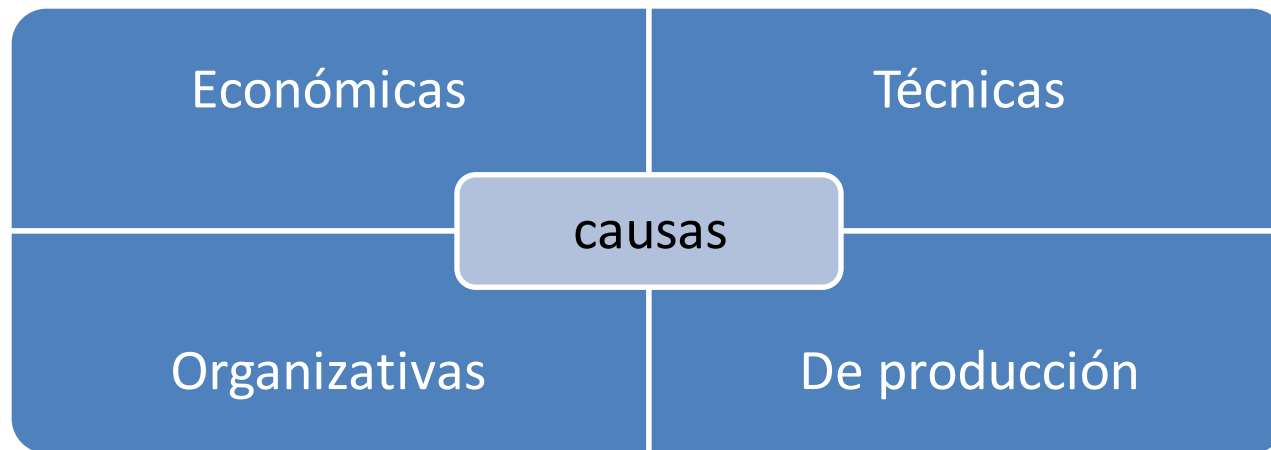 Económicas
Técnicas
causas
Organizativas
De producción